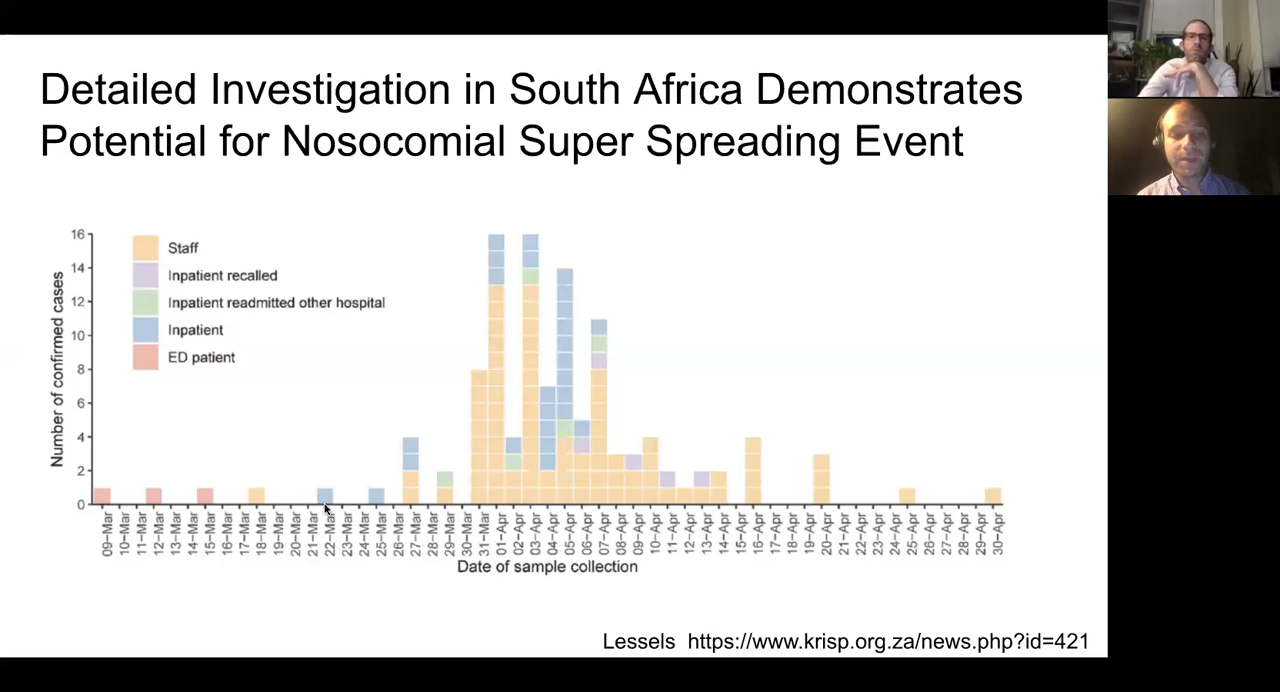 Detailed Investigation in South Africa Demonstrates
Potential for Nosocomial Super Spreading Event
Number of confirmed cases
16
14
12
10
8
6
4
2
0
Staff
Inpatient recalled
Inpatient readmitted other hospital
Inpatient
ED patient
09–Mar
10–Mar
11–Mar
12–Mar
13–Mar
14–Mar
15–Mar
16–Mar
17–Mar
18–Mar
19–Mar
20–Mar
21–Mar
22–Mar
23–Mar
24–Mar
25–Mar
26–Mar
27–Mar
28–Mar
29–Mar
30–Mar
31–Mar
01–Apr
02–Apr
03–Apr
04–Apr
05–Apr
06–Apr
07–Apr
08–Apr
09–Apr
10–Apr
11–Apr
12–Apr
13–Apr
14–Apr
15–Apr
16–Apr
17–Apr
18–Apr
19–Apr
20–Apr
21–Apr
22–Apr
23–Apr
24–Apr
25–Apr
26–Apr
27–Apr
28–Apr
29–Apr
30–Apr
Date of sample collection
Lessels https://www.krisp.org.za/news.php?id=421